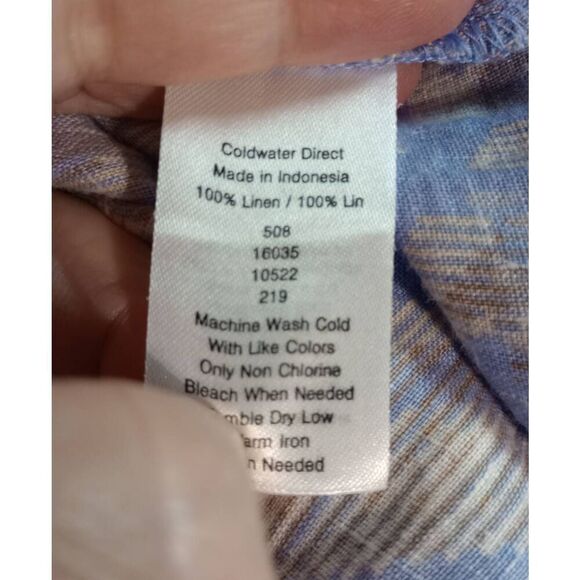 Coldwater Direct
Made in Indonesia
100% Linen / 100% Lin
508
16035
10522
219
Machine Wash Cold
With Like Colors
Only Non Chlorine
Bleach When Needed
mble Dry Low
arm Iron
n Needed